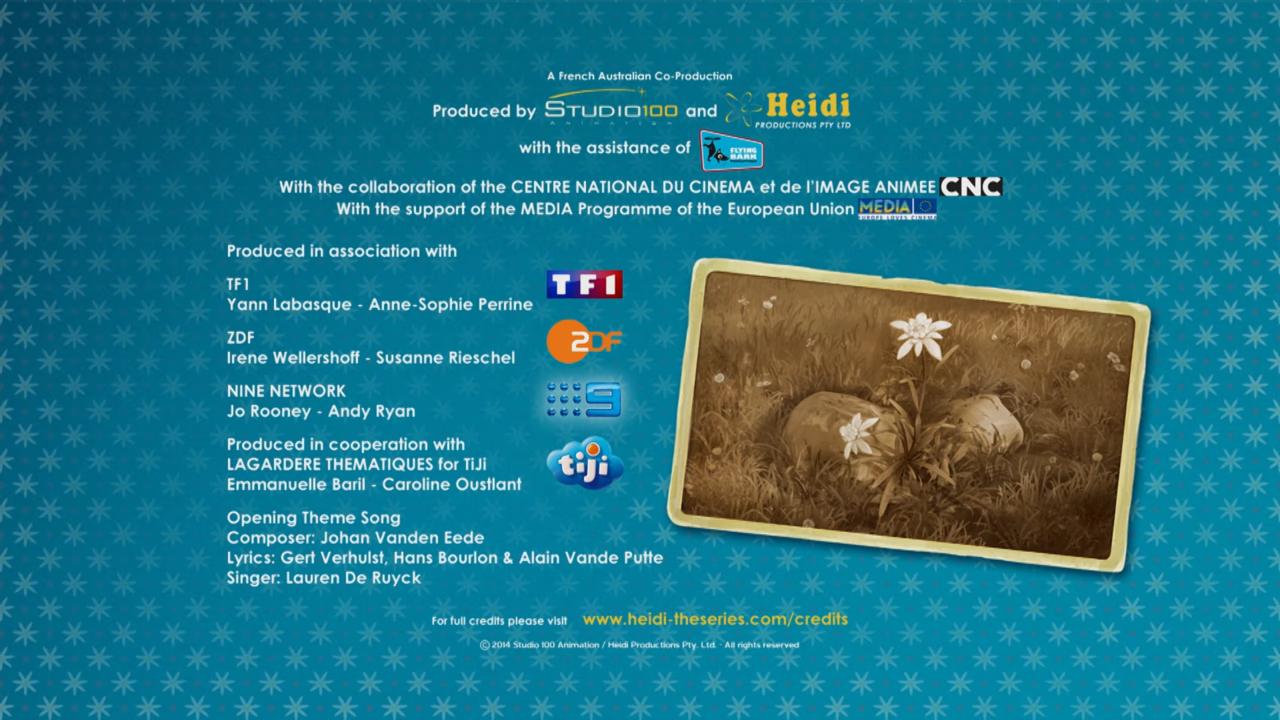 A French Australian Co-Production
Produced by STUDIO100 ANIMATION and Heidi PRODUCTIONS PTY LTD
with the assistance of FLYING BARK
With the collaboration of the CENTRE NATIONAL DU CINEMA et de l'IMAGE ANIMEE CNC
With the support of the MEDIA Programme of the European Union MEDIA EUROPE LOVES CINEMA
Produced in association with
TF1 TF1
Yann Labasque - Anne-Sophie Perrine
ZDF ZDF
Irene Wellershoff - Susanne Rieschel
NINE NETWORK 9
Jo Rooney - Andy Ryan
Produced in cooperation with
LAGARDERE THEMATIQUES for TiJi tiji
Emmanuelle Baril - Caroline Oustlant
Opening Theme Song
Composer: Johan Vanden Eede
Lyrics: Gert Verhulst, Hans Bourlon & Alain Vande Putte
Singer: Lauren De Ruyck
For full credits please visit www.heidi-theseries.com/credits
© 2014 Studio 100 Animation / Heidi Productions Pty. Ltd. - All rights reserved